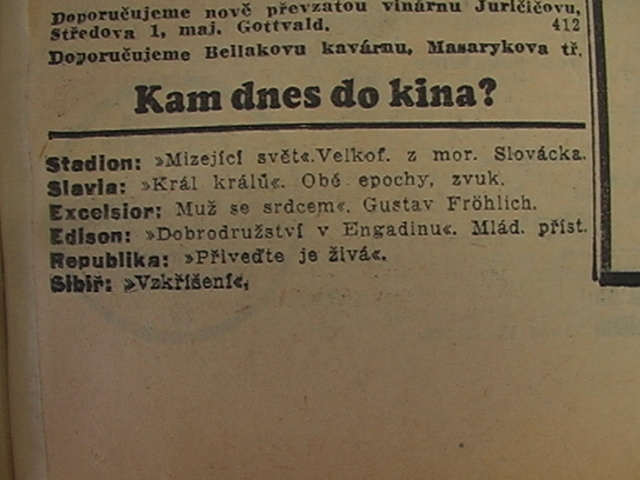 Doporučujeme nově převzatou vinárnu Juričičovu,
Středova 1, maj. Gottvald. 412
Doporučujeme Bellakovu kavárnu, Masarykova tř.
Kam dnes do kina?
Stadion: »Mizející svět«.Velkof. z mor. Slovácka.
Slavia: »Král králů«. Obě epochy, zvuk.
Excelsior: Muž se srdcem«. Gustav Fröhlich.
Edison: »Dobrodružství v Engadinu«. Mlád. příst.
Republika: »Přiveďte je živá«.
Sibiř: »Vzkříšení«,